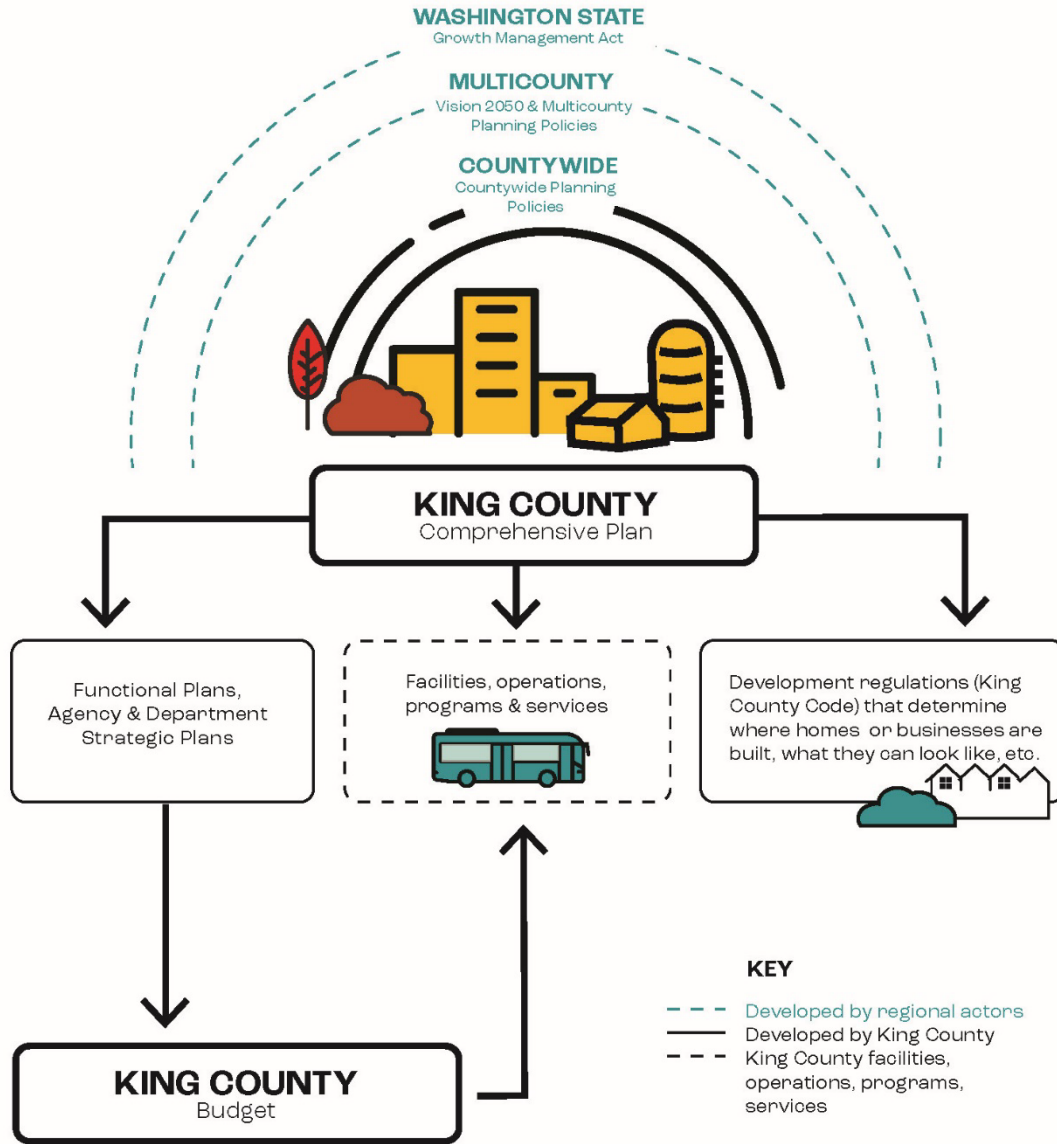 WASHINGTON STATE
Growth Management Act
MULTICOUNTY
Vision 2050 & Multicounty
Planning Policies
COUNTYWIDE
Countywide Planning
Policies
KING COUNTY
Comprehensive Plan
Functional Plans,
Agency & Department
Strategic Plans
Facilities, operations,
programs & services
Development regulations (King
County Code) that determine
where homes or businesses are
built, what they can look like, etc.
KING COUNTY
Budget
KEY
Developed by regional actors
Developed by King County
King County facilities,
operations, programs,
services